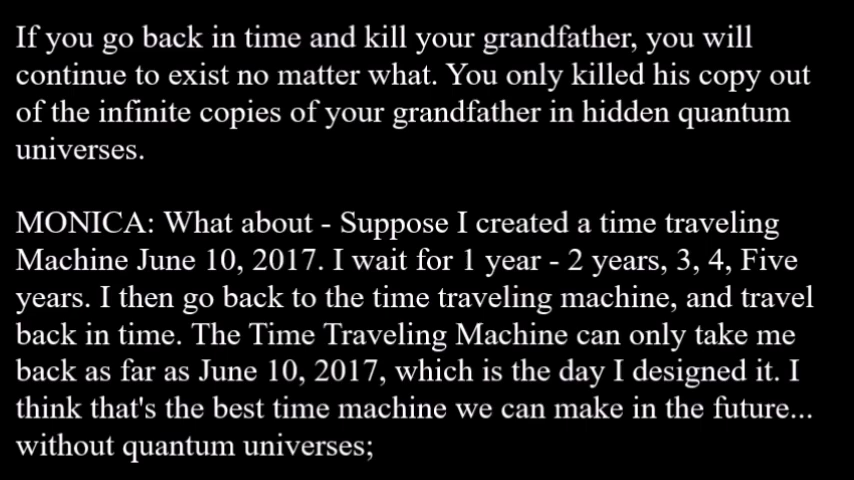 If you go back in time and kill your grandfather, you will
continue to exist no matter what. You only killed his copy out
of the infinite copies of your grandfather in hidden quantum
universes.
MONICA: What about - Suppose I created a time traveling
Machine June 10, 2017. I wait for 1 year - 2 years, 3, 4, Five
years. I then go back to the time traveling machine, and travel
back in time. The Time Traveling Machine can only take me
back as far as June 10, 2017, which is the day I designed it. I
think that's the best time machine we can make in the future...
without quantum universes;